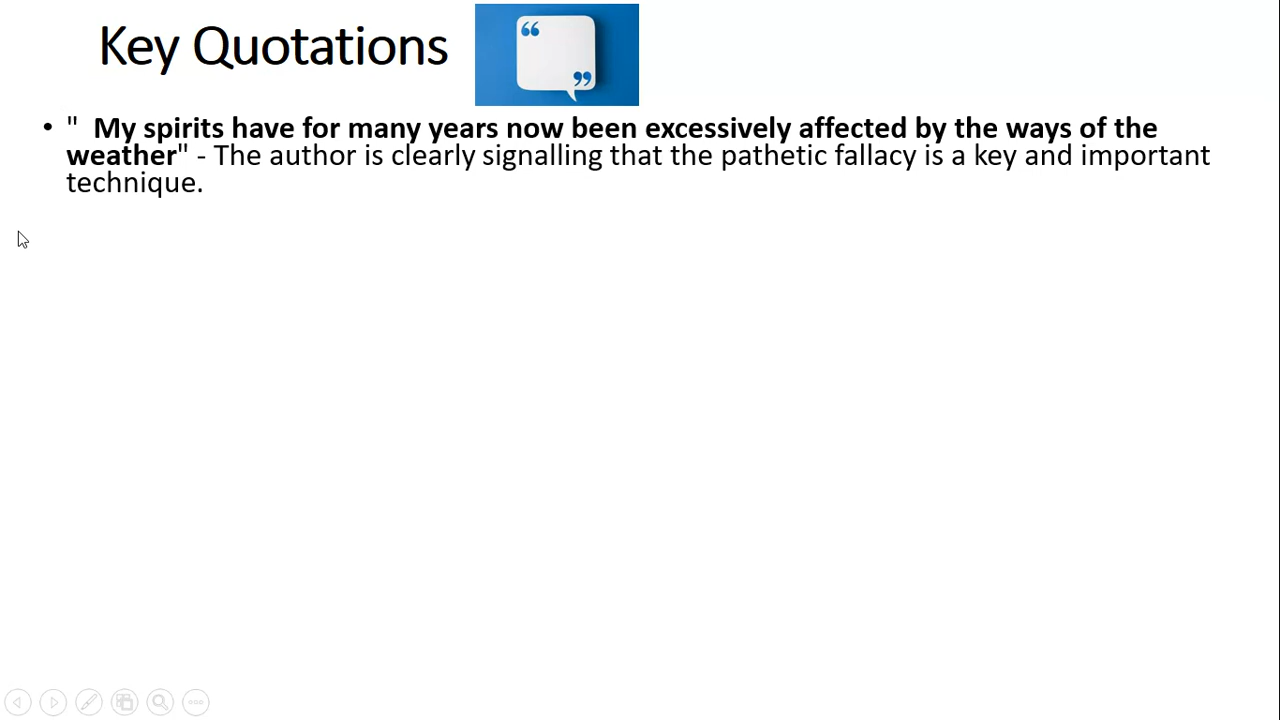 Key Quotations
“
”
• "  My spirits have for many years now been excessively affected by the ways of the
weather" - The author is clearly signalling that the pathetic fallacy is a key and important
technique.